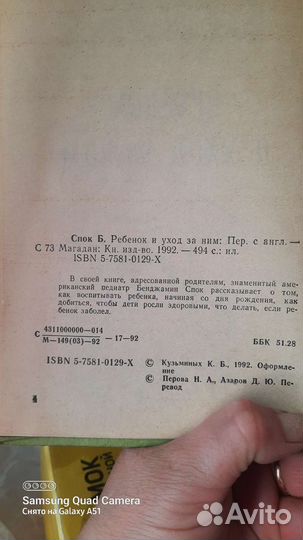 Спок Б. Ребенок и уход за ним: Пер. с англ.—
С 73 Магадан: Кн. изд-во. 1992.— 494 с.: ил.
ISBN 5-7581-0129-X
В своей книге, адресованной родителям, знаменитый аме-
риканский педиатр Бенджамин Спок рассказывает о том,
как воспитывать ребенка, начиная со дня рождения, как
добиться, чтобы дети росли здоровыми, что делать, если ре-
бенок заболел.
С 4311000000—014
М—149(03)—92 —17—92
ББК 51.28
ISBN 5-7581-0129-X
© Кузьминых К. Б., 1992. Оформ-
ление
© Перова Н. А., Азаров Д. Ю. Пе-
ревод
4
МОК
ОЙ
Samsung Quad Camera
Снято на Galaxy A51
Avito